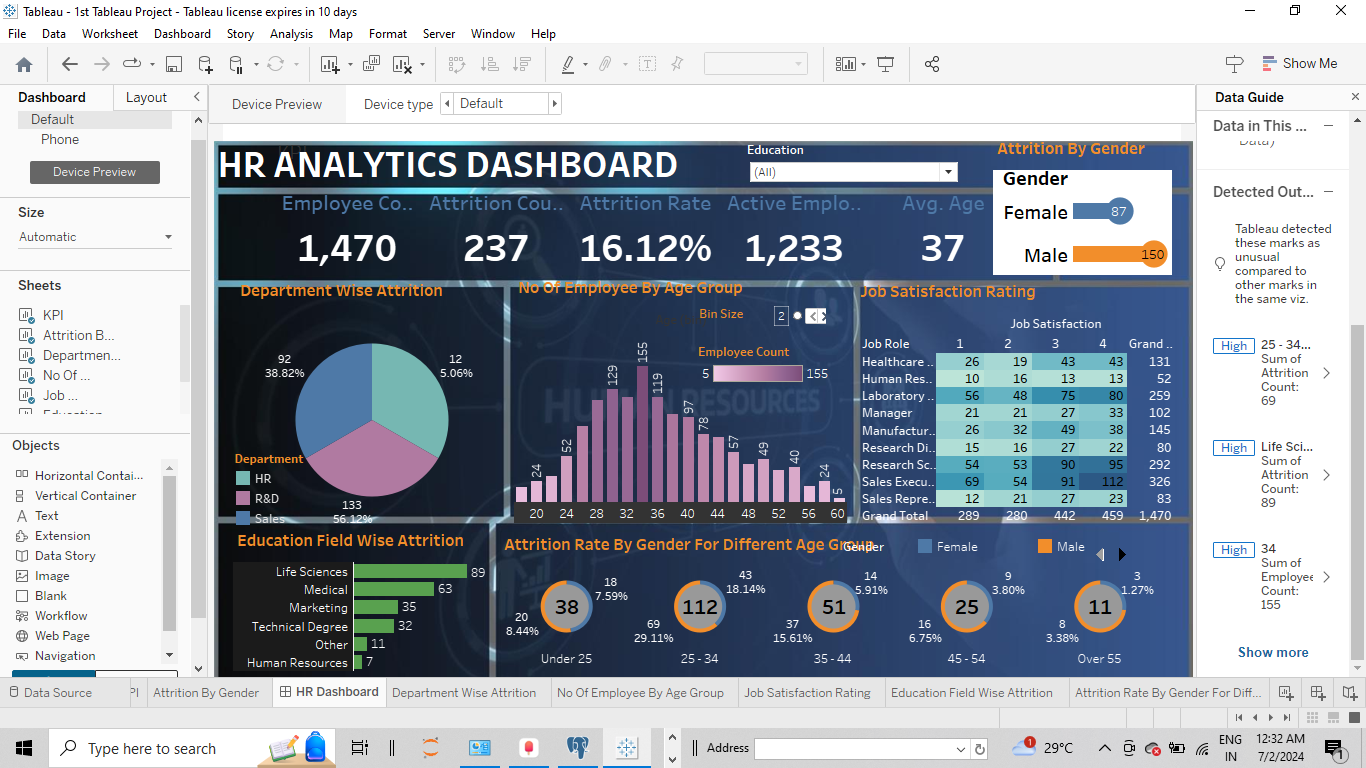 Tableau - 1st Tableau Project - Tableau license expires in 10 days
File Data Worksheet Dashboard Story Analysis Map Format Server Window Help
Show Me
Dashboard Layout
Default
Phone
Device Preview
Size
Automatic
Sheets
KPI
Attrition B...
Departmen...
No Of ...
Job ...
Education
Objects
Horizontal Contai...
Vertical Container
Text
Extension
Data Story
Image
Blank
Workflow
Web Page
Navigation
Device Preview Device type Default
HR ANALYTICS DASHBOARD
Education
(All)
Attrition By Gender
Gender
Female 87
Male 150
Employee Co.. Attrition Cou.. Attrition Rate Active Emplo.. Avg. Age
1,470 237 16.12% 1,233 37
Department Wise Attrition
92
38.82%
12
5.06%
133
56.12%
Department
HR
R&D
Sales
No Of Employee By Age Group
Bin Size 2
Employee Count
5 155
24 52 129 155 119 97 78 57 49 40 24 5
20 24 28 32 36 40 44 48 52 56 60
Job Satisfaction Rating
Job Satisfaction
Job Role 1 2 3 4 Grand ..
Healthcare .. 26 19 43 43 131
Human Res.. 10 16 13 13 52
Laboratory .. 56 48 75 80 259
Manager 21 21 27 33 102
Manufactur.. 26 32 49 38 145
Research Di.. 15 16 27 22 80
Research Sc.. 54 53 90 95 292
Sales Execu.. 69 54 91 112 326
Sales Repre.. 12 21 27 23 83
Grand Total 289 280 442 459 1,470
Education Field Wise Attrition
Life Sciences 89
Medical 63
Marketing 35
Technical Degree 32
Other 11
Human Resources 7
Attrition Rate By Gender For Different Age Group
Gender Female Male
18
7.59%
38
20
8.44%
Under 25
43
18.14%
112
69
29.11%
25 - 34
14
5.91%
51
37
15.61%
35 - 44
9
3.80%
25
16
6.75%
45 - 54
3
1.27%
11
8
3.38%
Over 55
Data Guide
Data in This ...
Data)
Detected Out...
Tableau detected
these marks as
unusual
compared to
other marks in
the same viz.
High 25 - 34...
Sum of
Attrition
Count:
69
High Life Sci...
Sum of
Attrition
Count:
89
High 34
Sum of
Employee
Count:
155
Show more
Data Source PI Attrition By Gender HR Dashboard Department Wise Attrition No Of Employee By Age Group Job Satisfaction Rating Education Field Wise Attrition Attrition Rate By Gender For Diff...
Type here to search
Address
1
29°C
ENG
IN
12:32 AM
7/2/2024
1